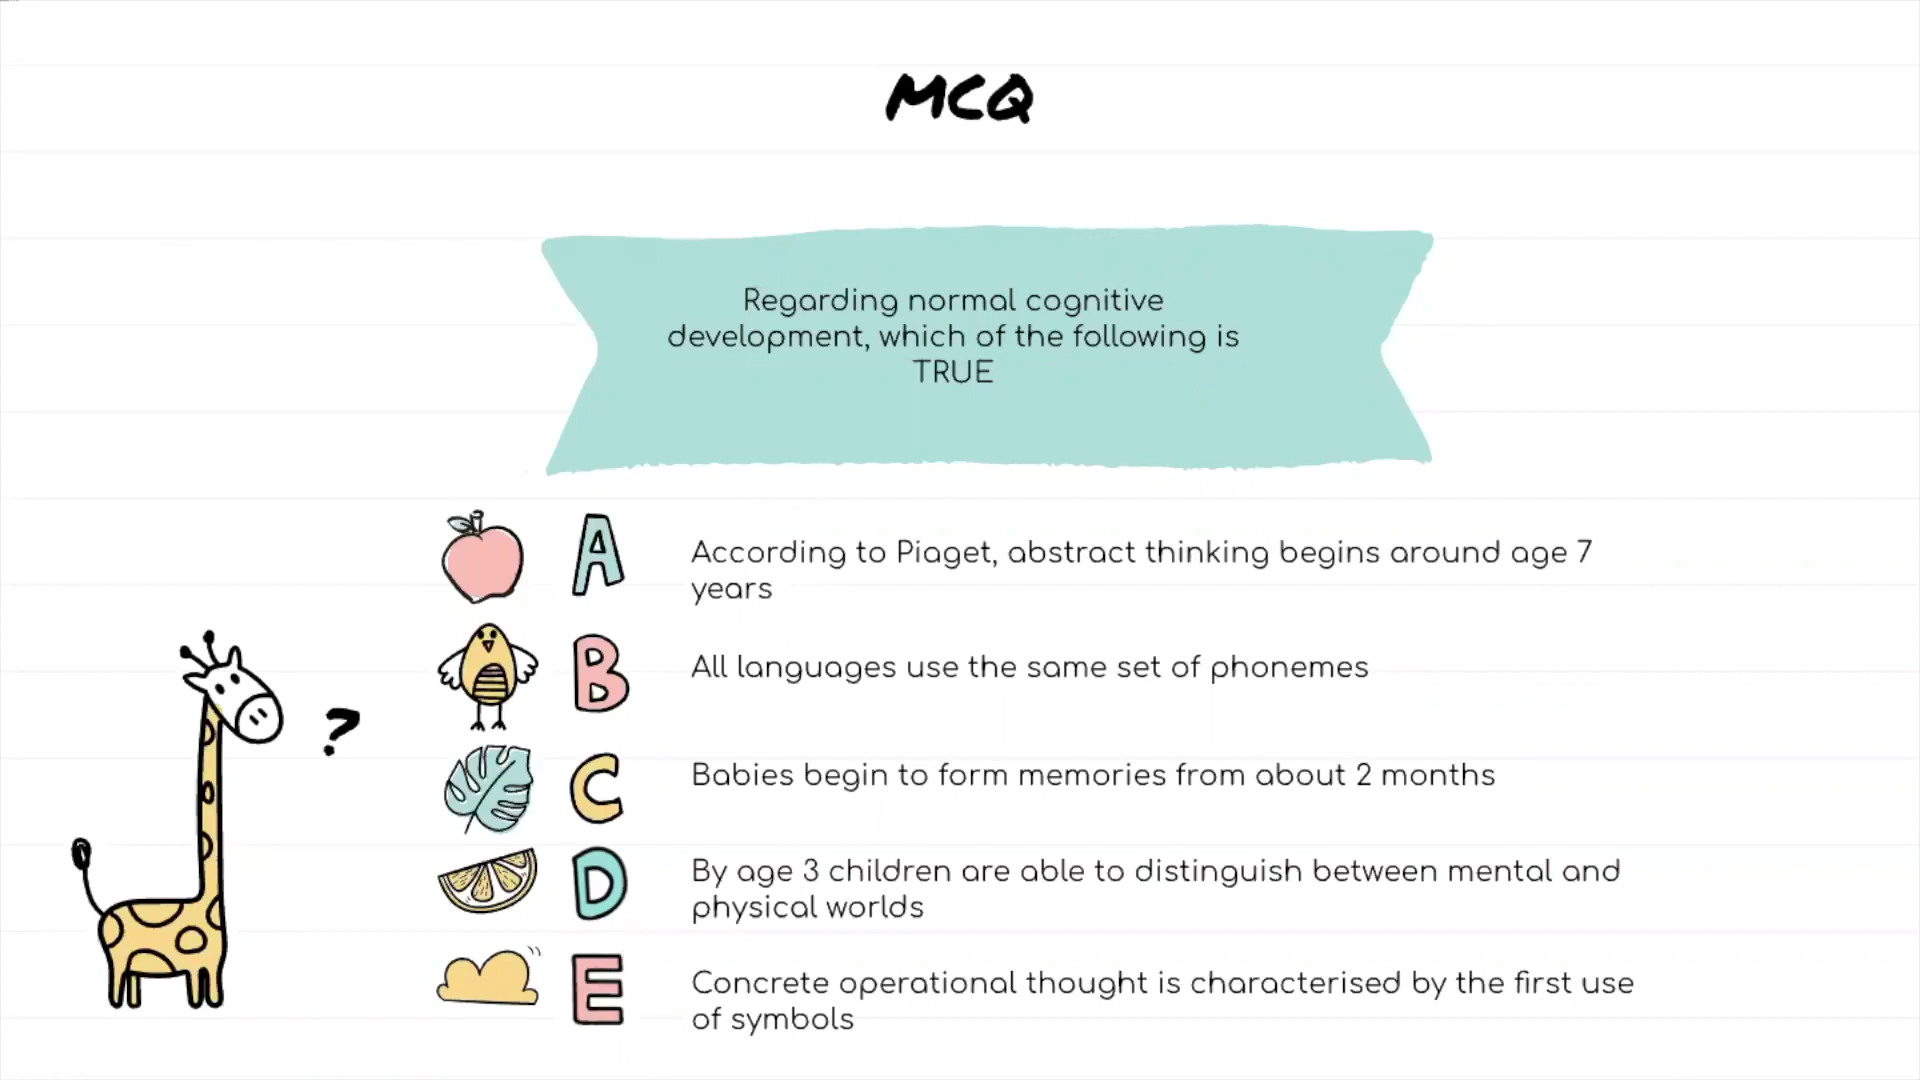 MCQ
Regarding normal cognitive
development, which of the following is
TRUE
A
According to Piaget, abstract thinking begins around age 7
years
B
All languages use the same set of phonemes
C
Babies begin to form memories from about 2 months
D
By age 3 children are able to distinguish between mental and
physical worlds
E
Concrete operational thought is characterised by the first use
of symbols
?